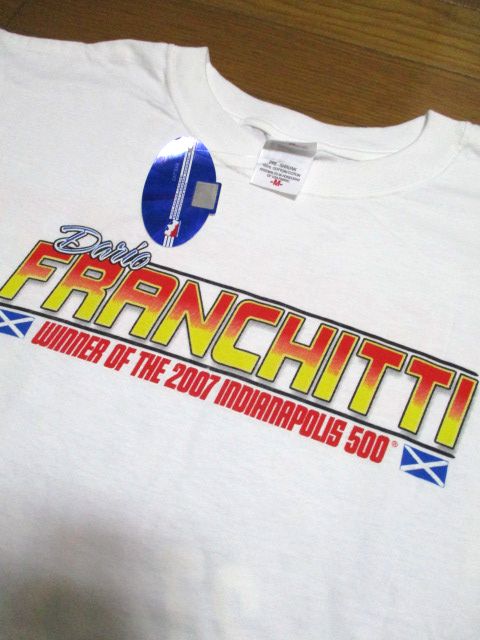 -M-
Dario
FRANCHITTI
WINNER OF THE 2007 INDIANAPOLIS 500®